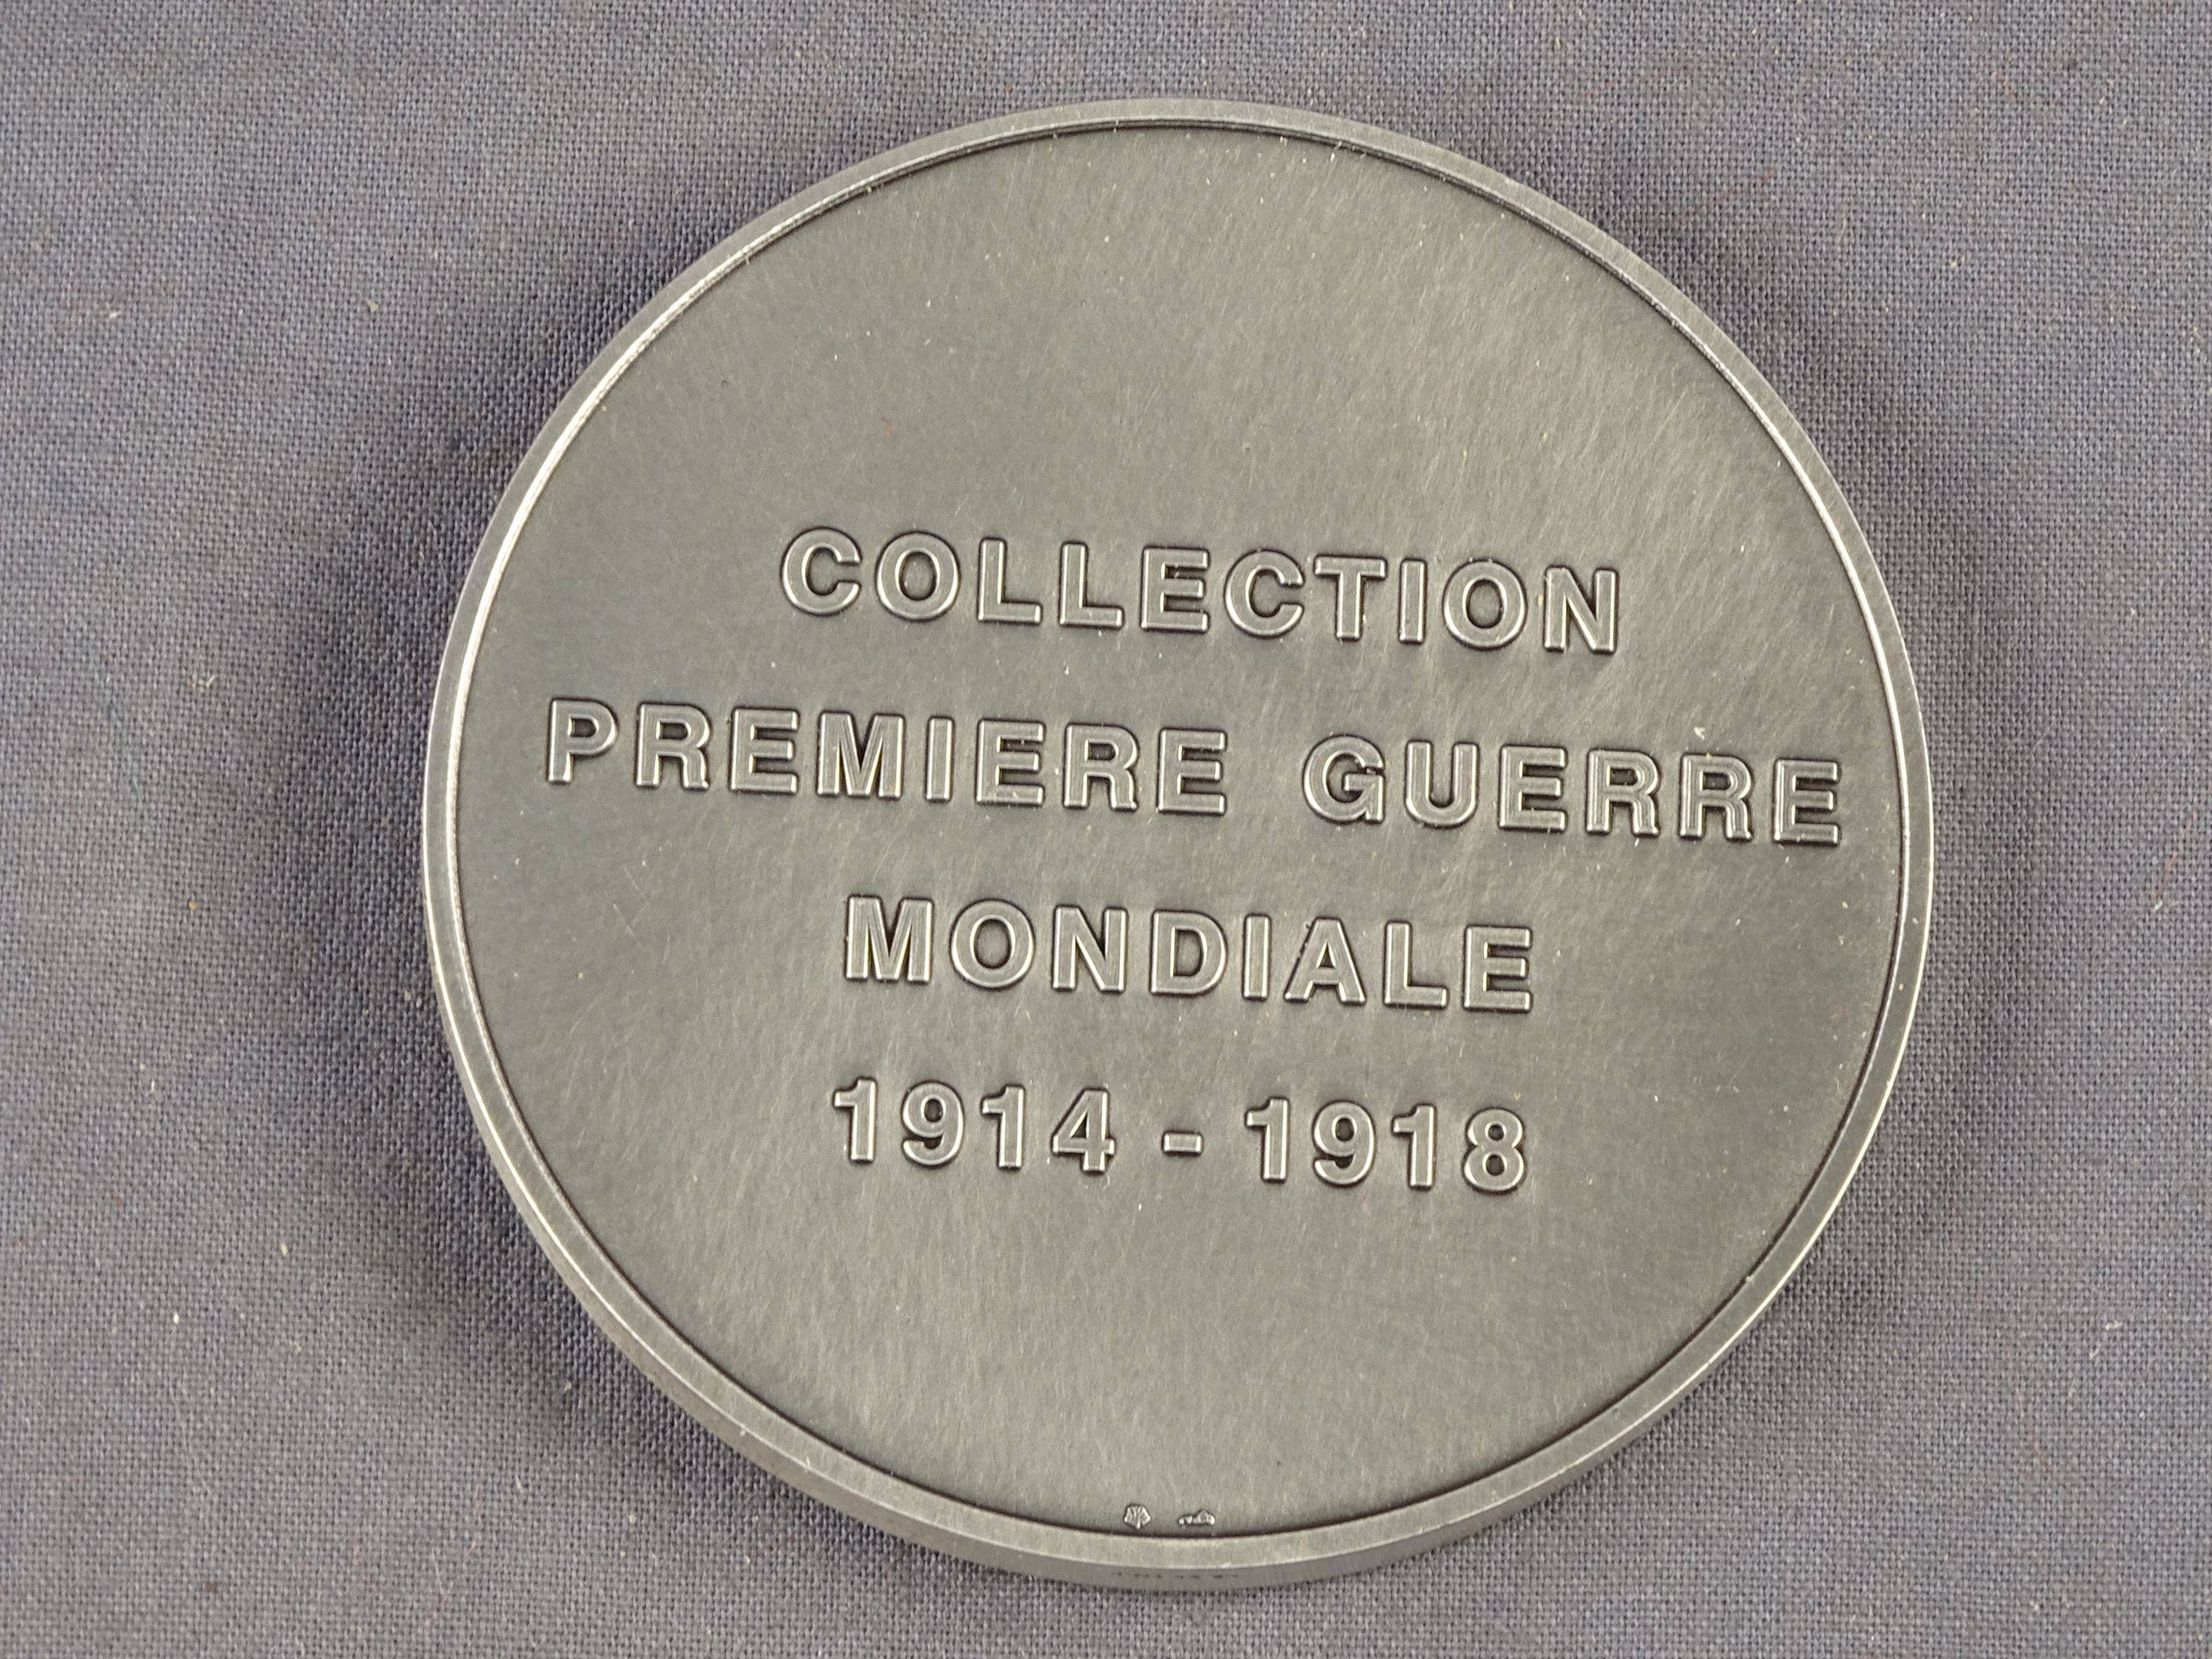 COLLECTION
PREMIERE GUERRE
MONDIALE
1914 - 1918